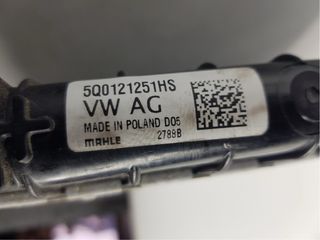 5Q0121251HS
VW AG
MADE IN POLAND D06
MAHLE 2788B